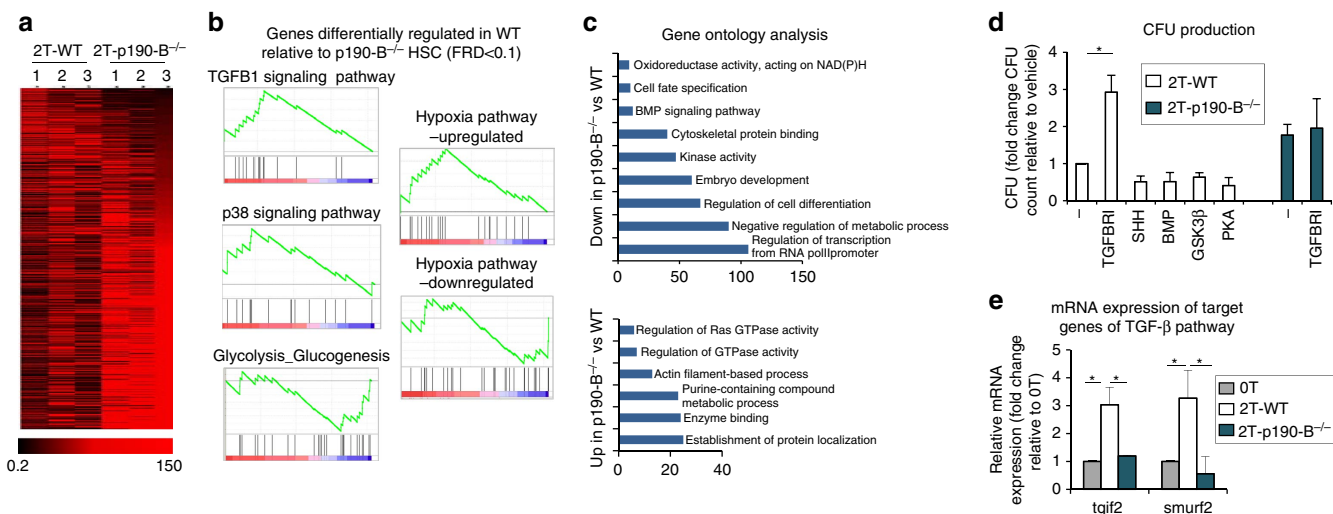 a
2T-WT 2T-p190-B–/–
1 2 3 1 2 3
0.2 150
b
Genes differentially regulated in WT
relative to p190-B–/– HSC (FRD<0.1)
TGFB1 signaling pathway
Hypoxia pathway
–upregulated
p38 signaling pathway
Hypoxia pathway
–downregulated
Glycolysis_Glucogenesis
c
Gene ontology analysis
Down in p190-B–/– vs WT
Oxidoreductase activity, acting on NAD(P)H
Cell fate specification
BMP signaling pathway
Cytoskeletal protein binding
Kinase activity
Embryo development
Regulation of cell differentiation
Negative regulation of metabolic process
Regulation of transcription
from RNA polIIpromoter
0 50 100 150
Up in p190-B–/– vs WT
Regulation of Ras GTPase activity
Regulation of GTPase activity
Actin filament-based process
Purine-containing compound
metabolic process
Enzyme binding
Establishment of protein localization
0 20 40
d
CFU production
CFU (fold change CFU
count relative to vehicle)
5
4
3
2
1
0
*
2T-WT
2T-p190-B–/–
–
TGFBRI
SHH
BMP
GSK3β
PKA
–
TGFBRI
e
mRNA expression of target
genes of TGF-β pathway
Relative mRNA
expression (fold change
relative to 0T)
5
4
3
2
1
0
* * * *
0T
2T-WT
2T-p190-B–/–
tgif2 smurf2